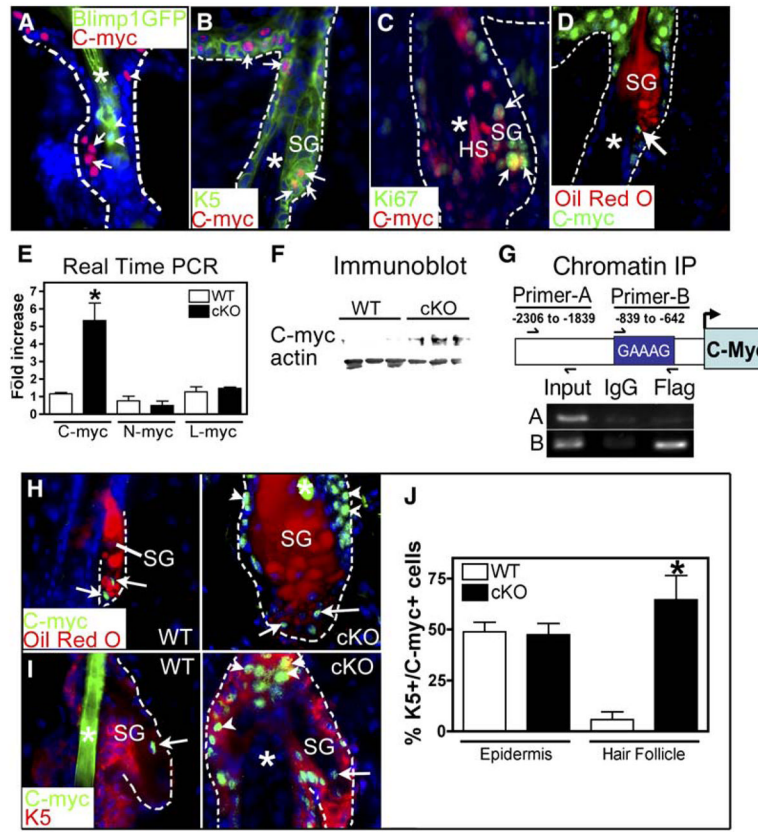 A
Blimp1GFP
C-myc
*
B
SG
*
K5
C-myc
C
*
SG
HS
Ki67
C-myc
D
SG
*
Oil Red O
C-myc
E
Real Time PCR
Fold increase
7
6
5
4
3
2
1
0
*
WT
cKO
C-myc N-myc L-myc
F
Immunoblot
WT cKO
C-myc
actin
G
Chromatin IP
Primer-A Primer-B
-2306 to -1839 -839 to -642
GAAAG
C-My
Input IgG Flag
A
B
H
SG
C-myc
Oil Red O
WT
*
SG
cKO
I
WT
SG
*
C-myc
K5
cKO
SG
*
J
% K5+/C-myc+ cells
75
50
25
0
WT
cKO
*
Epidermis Hair Follicle